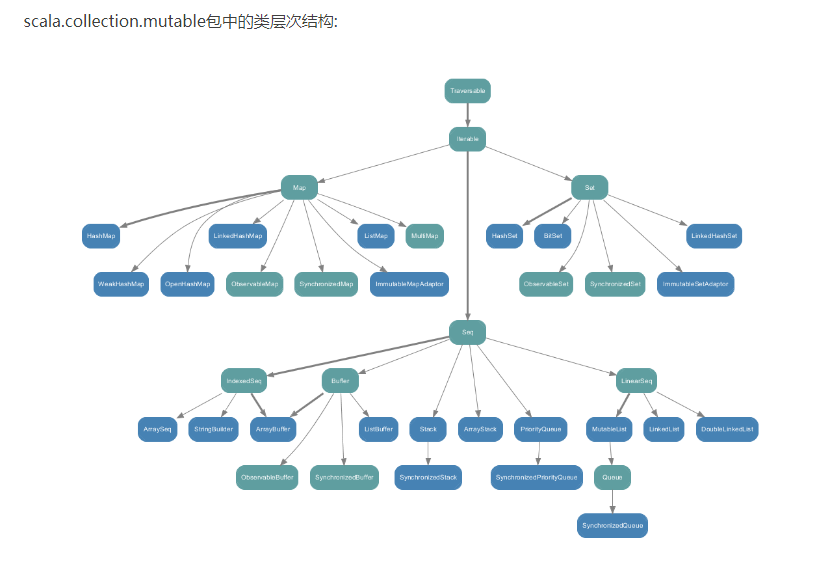 scala.collection.mutable包中的类层次结构:
Traversable
Iterable
Map
Set
HashMap
LinkedHashMap
ListMap
MultiMap
HashSet
BitSet
LinkedHashSet
WeakHashMap
OpenHashMap
ObservableMap
SynchronizedMap
ImmutableMapAdaptor
ObservableSet
SynchronizedSet
ImmutableSetAdaptor
Seq
IndexedSeq
Buffer
LinearSeq
ArraySeq
StringBuilder
ArrayBuffer
ListBuffer
Stack
ArrayStack
PriorityQueue
MutableList
LinkedList
DoubleLinkedList
ObservableBuffer
SynchronizedBuffer
SynchronizedStack
SynchronizedPriorityQueue
Queue
SynchronizedQueue